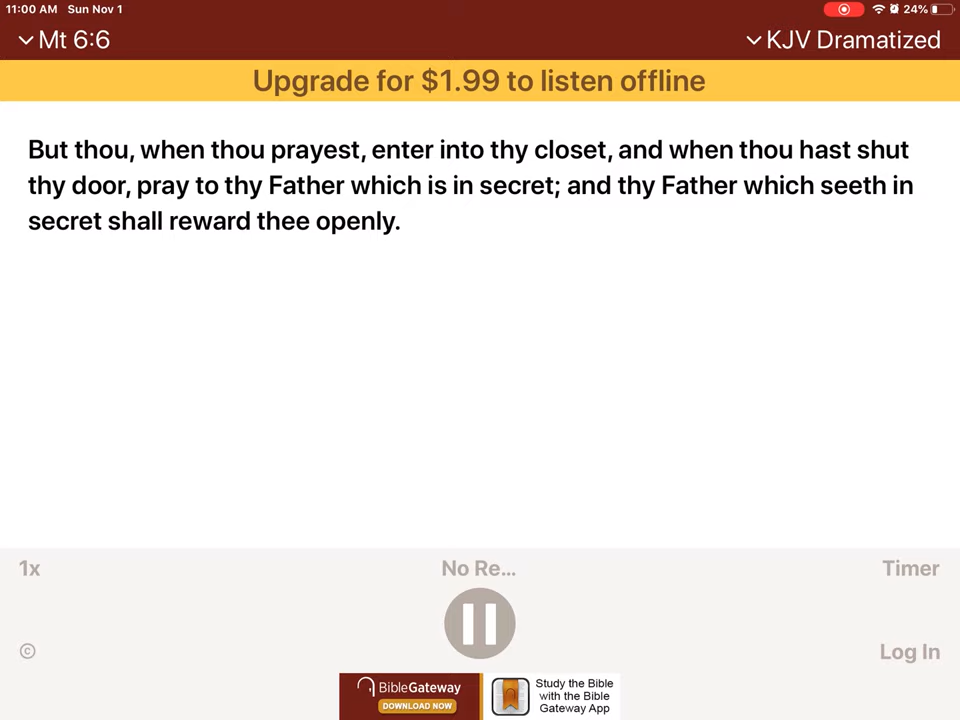 11:00 AM Sun Nov 1 24%
Mt 6:6 KJV Dramatized
Upgrade for $1.99 to listen offline
But thou, when thou prayest, enter into thy closet, and when thou hast shut
thy door, pray to thy Father which is in secret; and thy Father which seeth in
secret shall reward thee openly.
1x No Re... Timer
© Log In
BibleGateway
DOWNLOAD NOW
Study the Bible
with the Bible
Gateway App